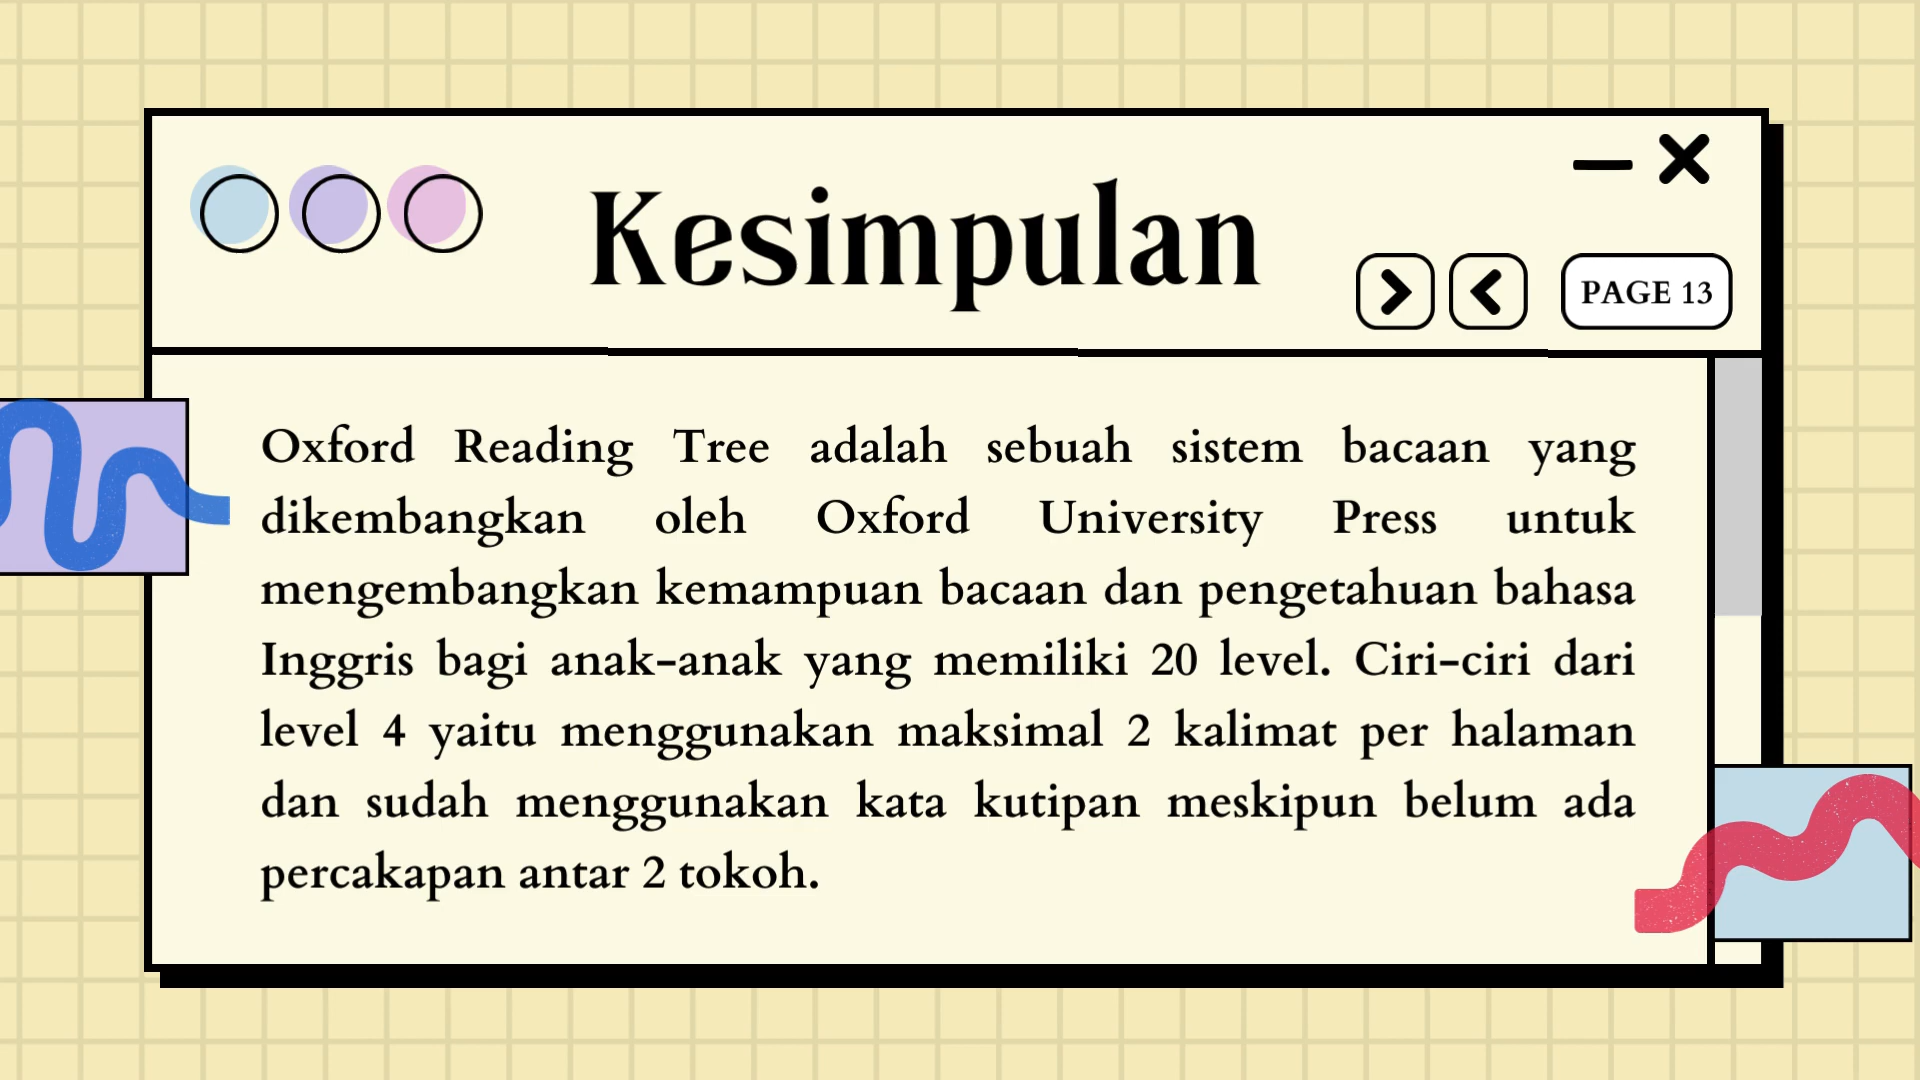 Kesimpulan
PAGE 13
Oxford Reading Tree adalah sebuah sistem bacaan yang
dikembangkan oleh Oxford University Press untuk
mengembangkan kemampuan bacaan dan pengetahuan bahasa
Inggris bagi anak-anak yang memiliki 20 level. Ciri-ciri dari
level 4 yaitu menggunakan maksimal 2 kalimat per halaman
dan sudah menggunakan kata kutipan meskipun belum ada
percakapan antar 2 tokoh.